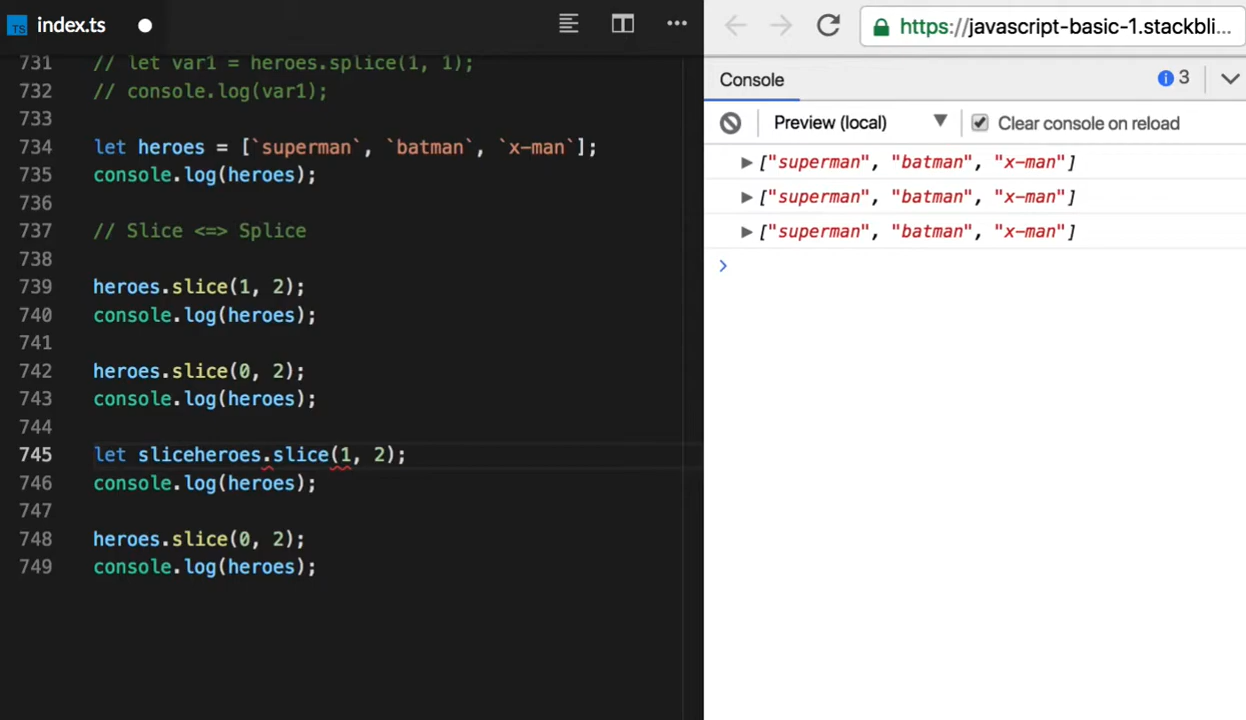 TS index.ts
731 // let var1 = heroes.splice(1, 1);
732 // console.log(var1);
733
734 let heroes = [`superman`, `batman`, `x-man`];
735 console.log(heroes);
736
737 // Slice <=> Splice
738
739 heroes.slice(1, 2);
740 console.log(heroes);
741
742 heroes.slice(0, 2);
743 console.log(heroes);
744
745 let sliceheroes.slice(1, 2);
746 console.log(heroes);
747
748 heroes.slice(0, 2);
749 console.log(heroes);
https://javascript-basic-1.stackbli...
Console 3
Preview (local) Clear console on reload
["superman", "batman", "x-man"]
["superman", "batman", "x-man"]
["superman", "batman", "x-man"]